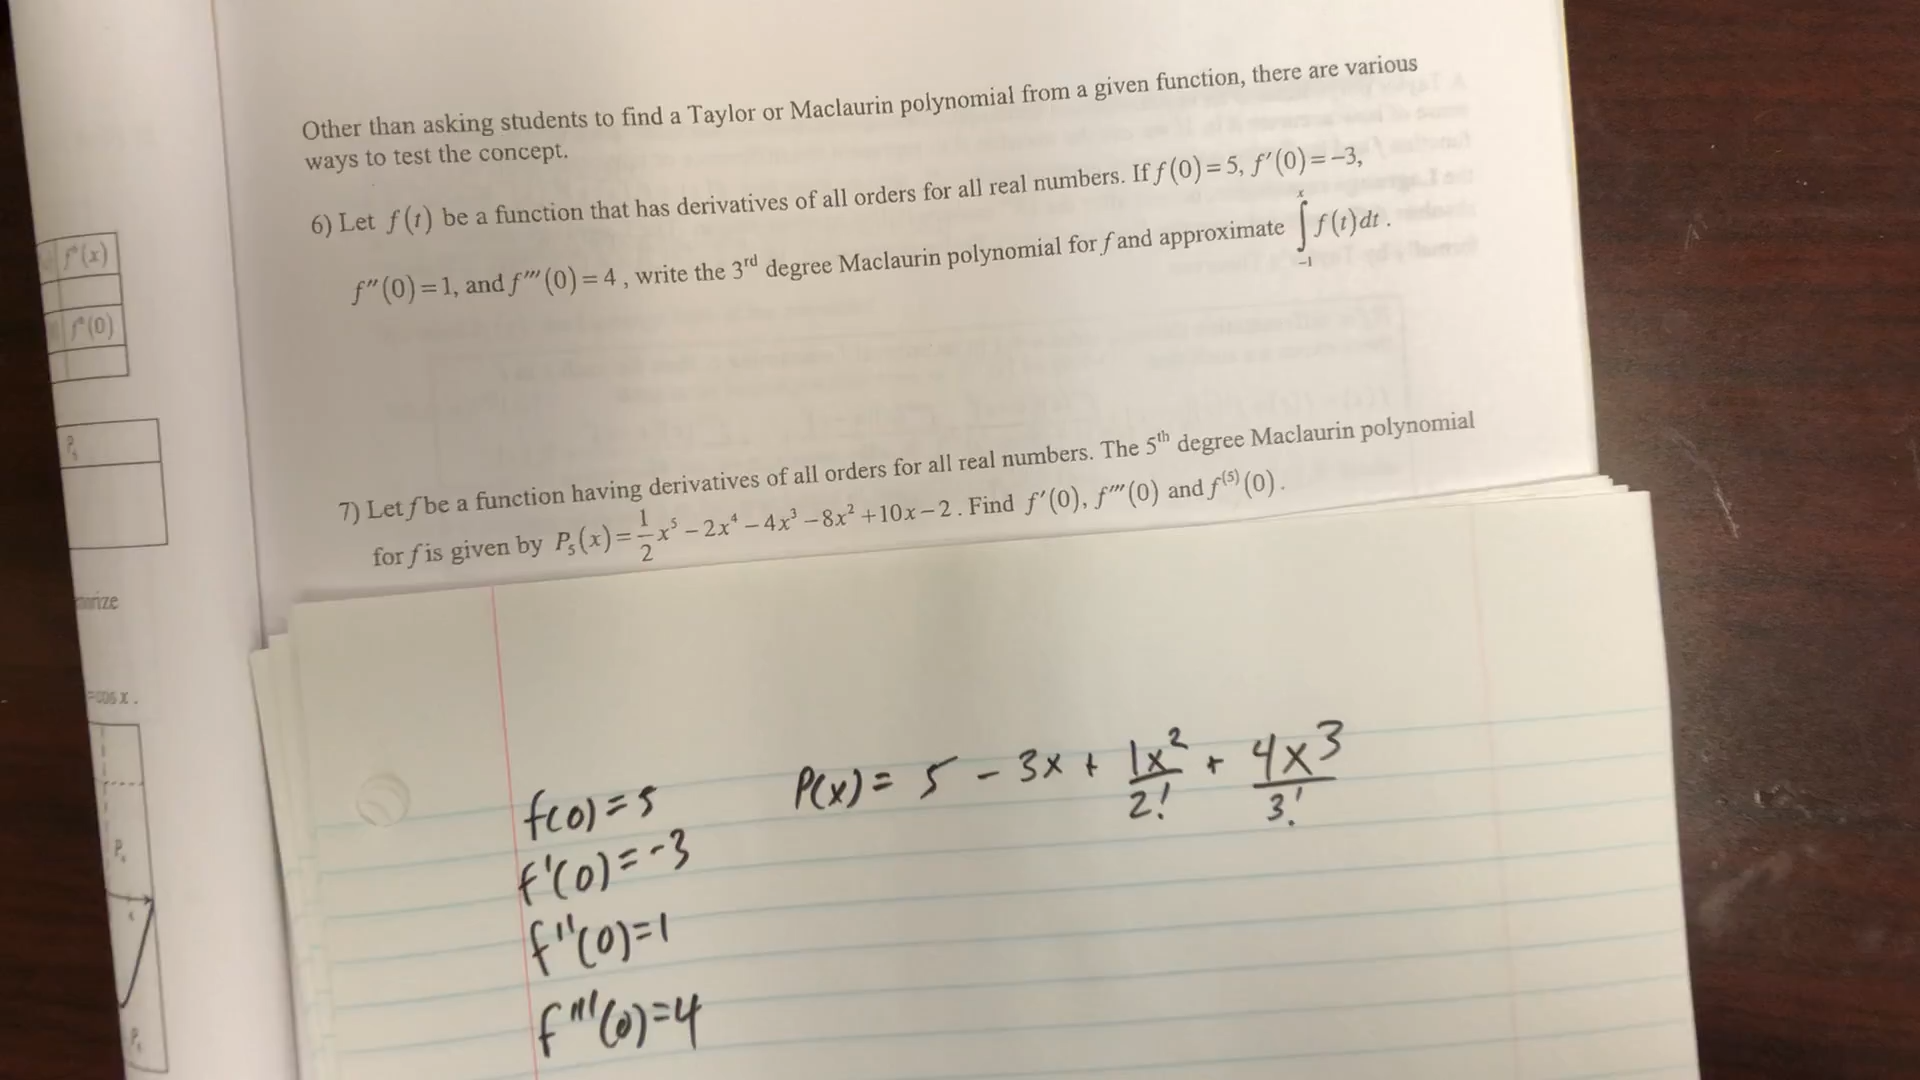 Other than asking students to find a Taylor or Maclaurin polynomial from a given function, there are various
ways to test the concept.
6) Let f(t) be a function that has derivatives of all orders for all real numbers. If f(0)=5, f′(0)=−3,
f″(0)=1, and f‴(0)=4, write the 3rd degree Maclaurin polynomial for f and approximate ∫₋₁ˣ f(t)dt.
7) Let f be a function having derivatives of all orders for all real numbers. The 5th degree Maclaurin polynomial
for f is given by P₅(x)=1/2x⁵−2x⁴−4x³−8x²+10x−2. Find f′(0), f‴(0) and f⁽⁵⁾(0).
=cos x.
P(x)= 5 - 3x + 1x²/2! + 4x3/3!
f(0)=5
f'(0)=-3
f''(0)=1
f'''(0)=4